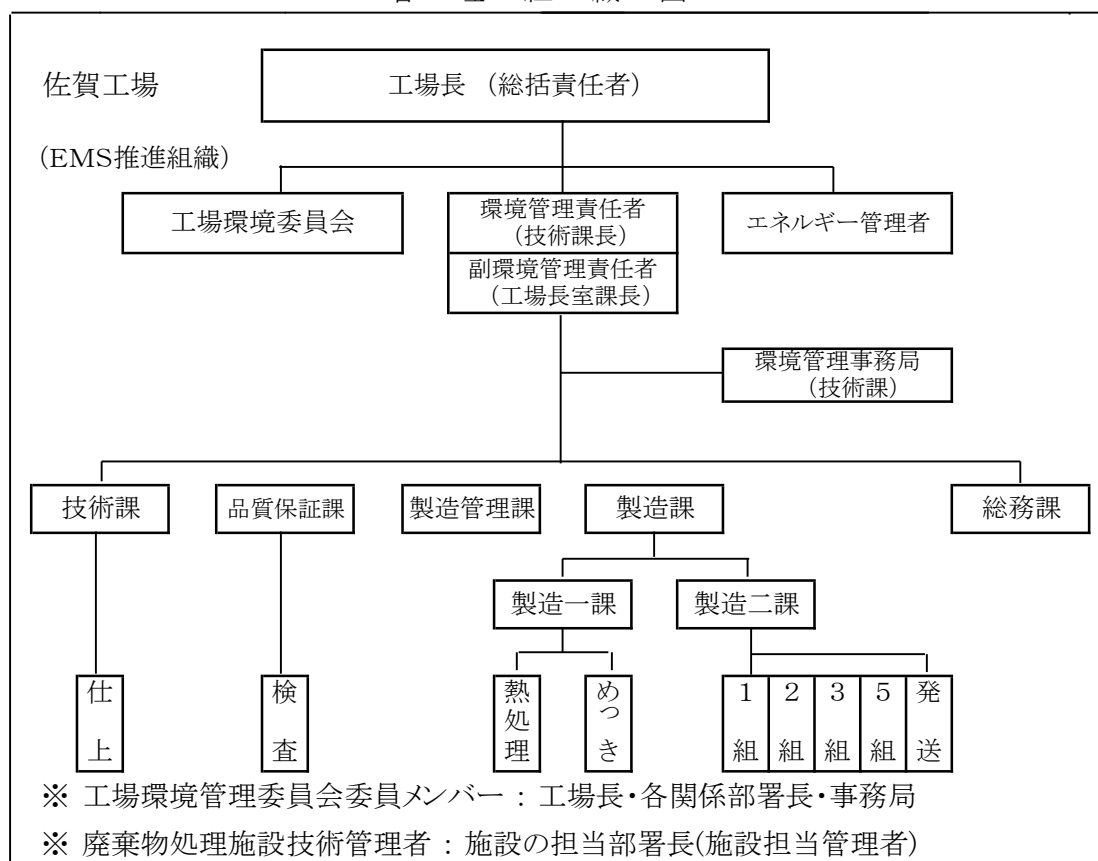 佐賀工場
工場長 (総括責任者)
(EMS推進組織)
工場環境委員会
環境管理責任者
(技術課長)
副環境管理責任者
(工場長室課長)
エネルギー管理者
環境管理事務局
(技術課)
技術課
品質保証課
製造管理課
製造課
総務課
製造一課
製造二課
仕上
検査
熱処理
めっき
1組
2組
3組
5組
発送
※ 工場環境管理委員会委員メンバー : 工場長・各関係部署長・事務局
※ 廃棄物処理施設技術管理者 : 施設の担当部署長(施設担当管理者)